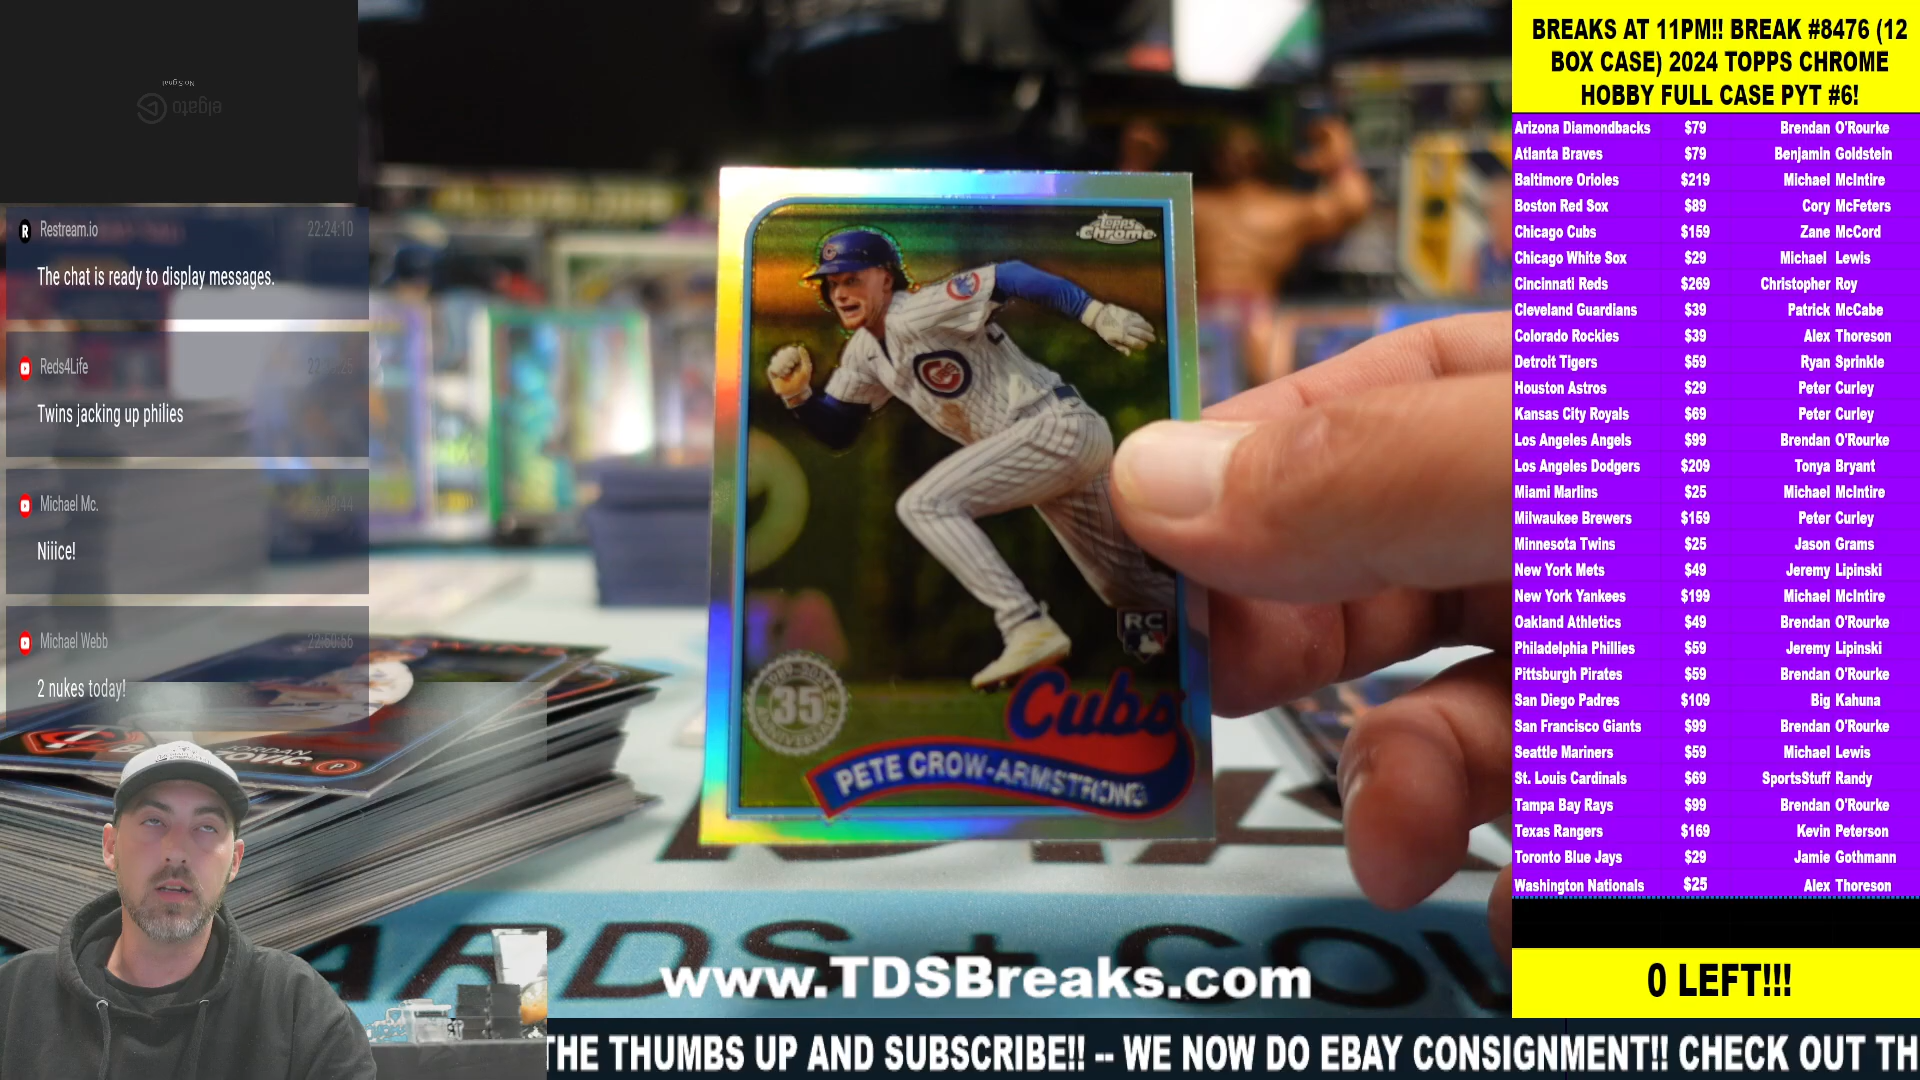 No Signal
elgato
Restream.io 22:24:10
The chat is ready to display messages.
Reds4Life
Twins jacking up philies
Michael Mc.
Niiice!
Michael Webb 22:50:56
2 nukes today!
JORDAN
P
Topps
Chrome
RC
35
ANNIVERSARY
Cubs
PETE CROW-ARMSTRONG
www.TDSBreaks.com
THE THUMBS UP AND SUBSCRIBE!! -- WE NOW DO EBAY CONSIGNMENT!! CHECK OUT TH
BREAKS AT 11PM!! BREAK #8476 (12
BOX CASE) 2024 TOPPS CHROME
HOBBY FULL CASE PYT #6!
Arizona Diamondbacks $79 Brendan O'Rourke
Atlanta Braves $79 Benjamin Goldstein
Baltimore Orioles $219 Michael McIntire
Boston Red Sox $89 Cory McFeters
Chicago Cubs $159 Zane McCord
Chicago White Sox $29 Michael Lewis
Cincinnati Reds $269 Christopher Roy
Cleveland Guardians $39 Patrick McCabe
Colorado Rockies $39 Alex Thoreson
Detroit Tigers $59 Ryan Sprinkle
Houston Astros $29 Peter Curley
Kansas City Royals $69 Peter Curley
Los Angeles Angels $99 Brendan O'Rourke
Los Angeles Dodgers $209 Tonya Bryant
Miami Marlins $25 Michael McIntire
Milwaukee Brewers $159 Peter Curley
Minnesota Twins $25 Jason Grams
New York Mets $49 Jeremy Lipinski
New York Yankees $199 Michael McIntire
Oakland Athletics $49 Brendan O'Rourke
Philadelphia Phillies $59 Jeremy Lipinski
Pittsburgh Pirates $59 Brendan O'Rourke
San Diego Padres $109 Big Kahuna
San Francisco Giants $99 Brendan O'Rourke
Seattle Mariners $59 Michael Lewis
St. Louis Cardinals $69 SportsStuff Randy
Tampa Bay Rays $99 Brendan O'Rourke
Texas Rangers $169 Kevin Peterson
Toronto Blue Jays $29 Jamie Gothmann
Washington Nationals $25 Alex Thoreson
0 LEFT!!!